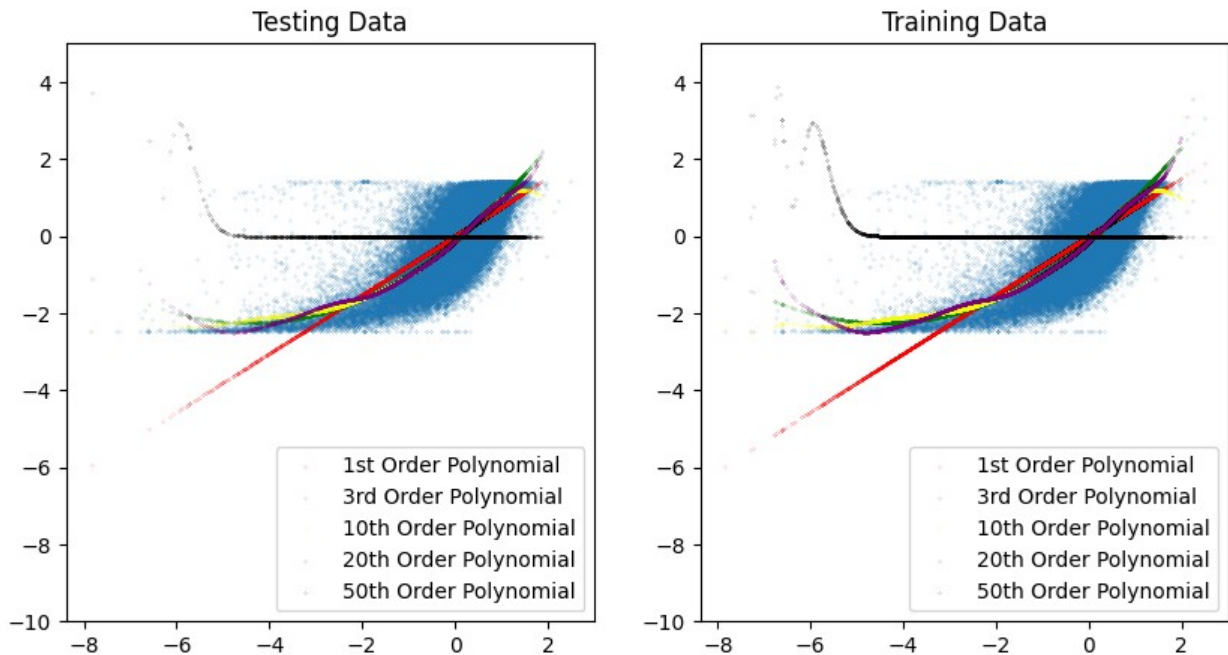 Testing Data
4
2
0
−2
−4
−6
−8
−10
1st Order Polynomial
3rd Order Polynomial
10th Order Polynomial
20th Order Polynomial
50th Order Polynomial
−8 −6 −4 −2 0 2
Training Data
4
2
0
−2
−4
−6
−8
−10
1st Order Polynomial
3rd Order Polynomial
10th Order Polynomial
20th Order Polynomial
50th Order Polynomial
−8 −6 −4 −2 0 2